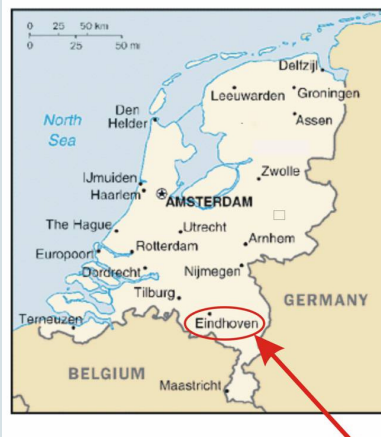 0 25 50 km
0 25 50 mi
Delfzijl
Leeuwarden
Groningen
Den
Helder
Assen
North
Sea
Zwolle
IJmuiden
Haarlem
AMSTERDAM
The Hague
Utrecht
Arnhem
Europoort
Rotterdam
Dordrecht
Nijmegen
Tilburg
GERMANY
Terneuzen
Eindhoven
BELGIUM
Maastricht